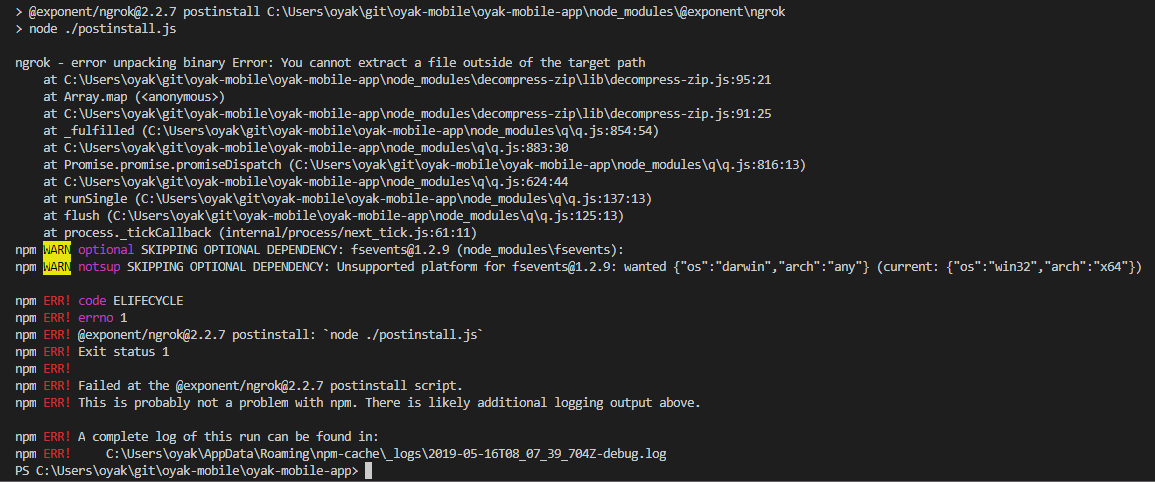 > @exponent/ngrok@2.2.7 postinstall C:\Users\oyak\git\oyak-mobile\oyak-mobile-app\node_modules\@exponent\ngrok
> node ./postinstall.js

ngrok - error unpacking binary Error: You cannot extract a file outside of the target path
    at C:\Users\oyak\git\oyak-mobile\oyak-mobile-app\node_modules\decompress-zip\lib\decompress-zip.js:95:21
    at Array.map (<anonymous>)
    at C:\Users\oyak\git\oyak-mobile\oyak-mobile-app\node_modules\decompress-zip\lib\decompress-zip.js:91:25
    at _fulfilled (C:\Users\oyak\git\oyak-mobile\oyak-mobile-app\node_modules\q\q.js:854:54)
    at C:\Users\oyak\git\oyak-mobile\oyak-mobile-app\node_modules\q\q.js:883:30
    at Promise.promise.promiseDispatch (C:\Users\oyak\git\oyak-mobile\oyak-mobile-app\node_modules\q\q.js:816:13)
    at C:\Users\oyak\git\oyak-mobile\oyak-mobile-app\node_modules\q\q.js:624:44
    at runSingle (C:\Users\oyak\git\oyak-mobile\oyak-mobile-app\node_modules\q\q.js:137:13)
    at flush (C:\Users\oyak\git\oyak-mobile\oyak-mobile-app\node_modules\q\q.js:125:13)
    at process._tickCallback (internal/process/next_tick.js:61:11)
npm WARN optional SKIPPING OPTIONAL DEPENDENCY: fsevents@1.2.9 (node_modules\fsevents):
npm WARN notsup SKIPPING OPTIONAL DEPENDENCY: Unsupported platform for fsevents@1.2.9: wanted {"os":"darwin","arch":"any"} (current: {"os":"win32","arch":"x64"})

npm ERR! code ELIFECYCLE
npm ERR! errno 1
npm ERR! @exponent/ngrok@2.2.7 postinstall: `node ./postinstall.js`
npm ERR! Exit status 1
npm ERR!
npm ERR! Failed at the @exponent/ngrok@2.2.7 postinstall script.
npm ERR! This is probably not a problem with npm. There is likely additional logging output above.

npm ERR! A complete log of this run can be found in:
npm ERR!     C:\Users\oyak\AppData\Roaming\npm-cache\_logs\2019-05-16T08_07_39_704Z-debug.log
PS C:\Users\oyak\git\oyak-mobile\oyak-mobile-app>